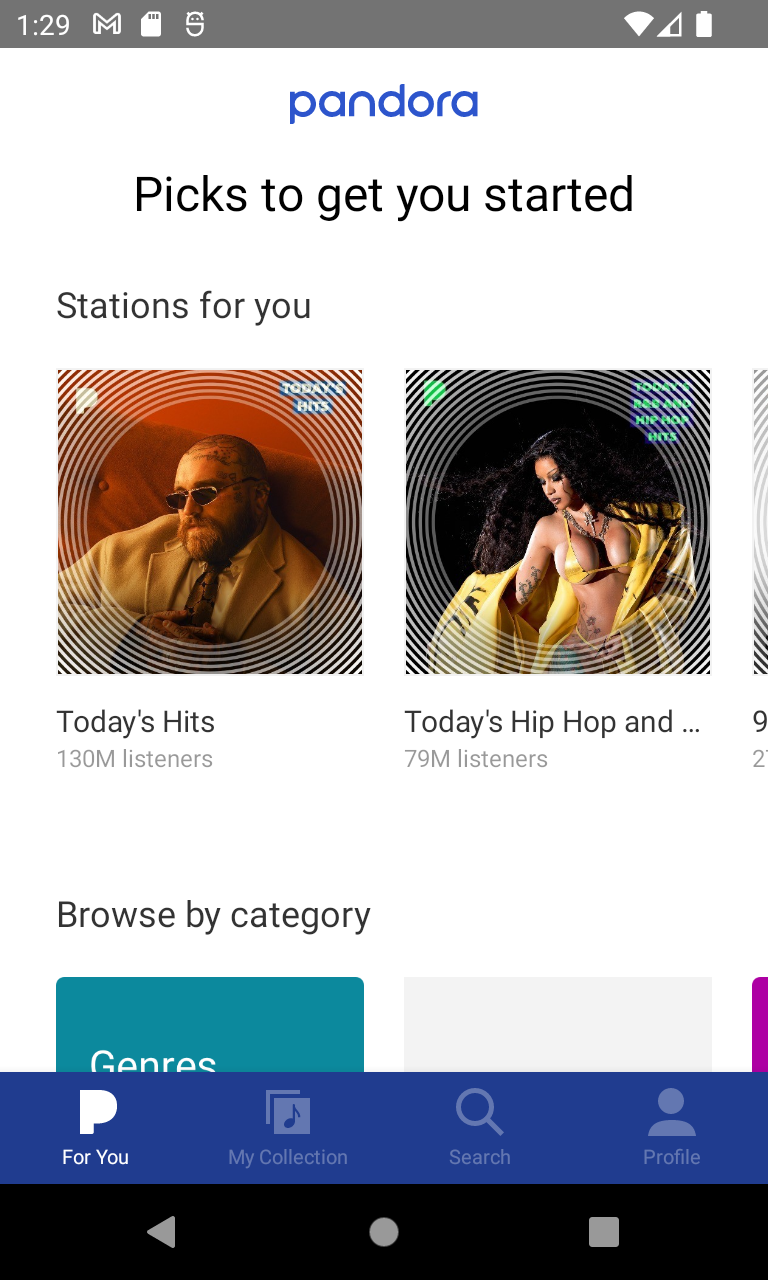 1:29
pandora
Picks to get you started
Stations for you
TODAY'S
HITS
TODAY'S
R&B AND
HIP HOP
HITS
Today's Hits
Today's Hip Hop and ...
9
130M listeners
79M listeners
Browse by category
Genres
For You
My Collection
Search
Profile